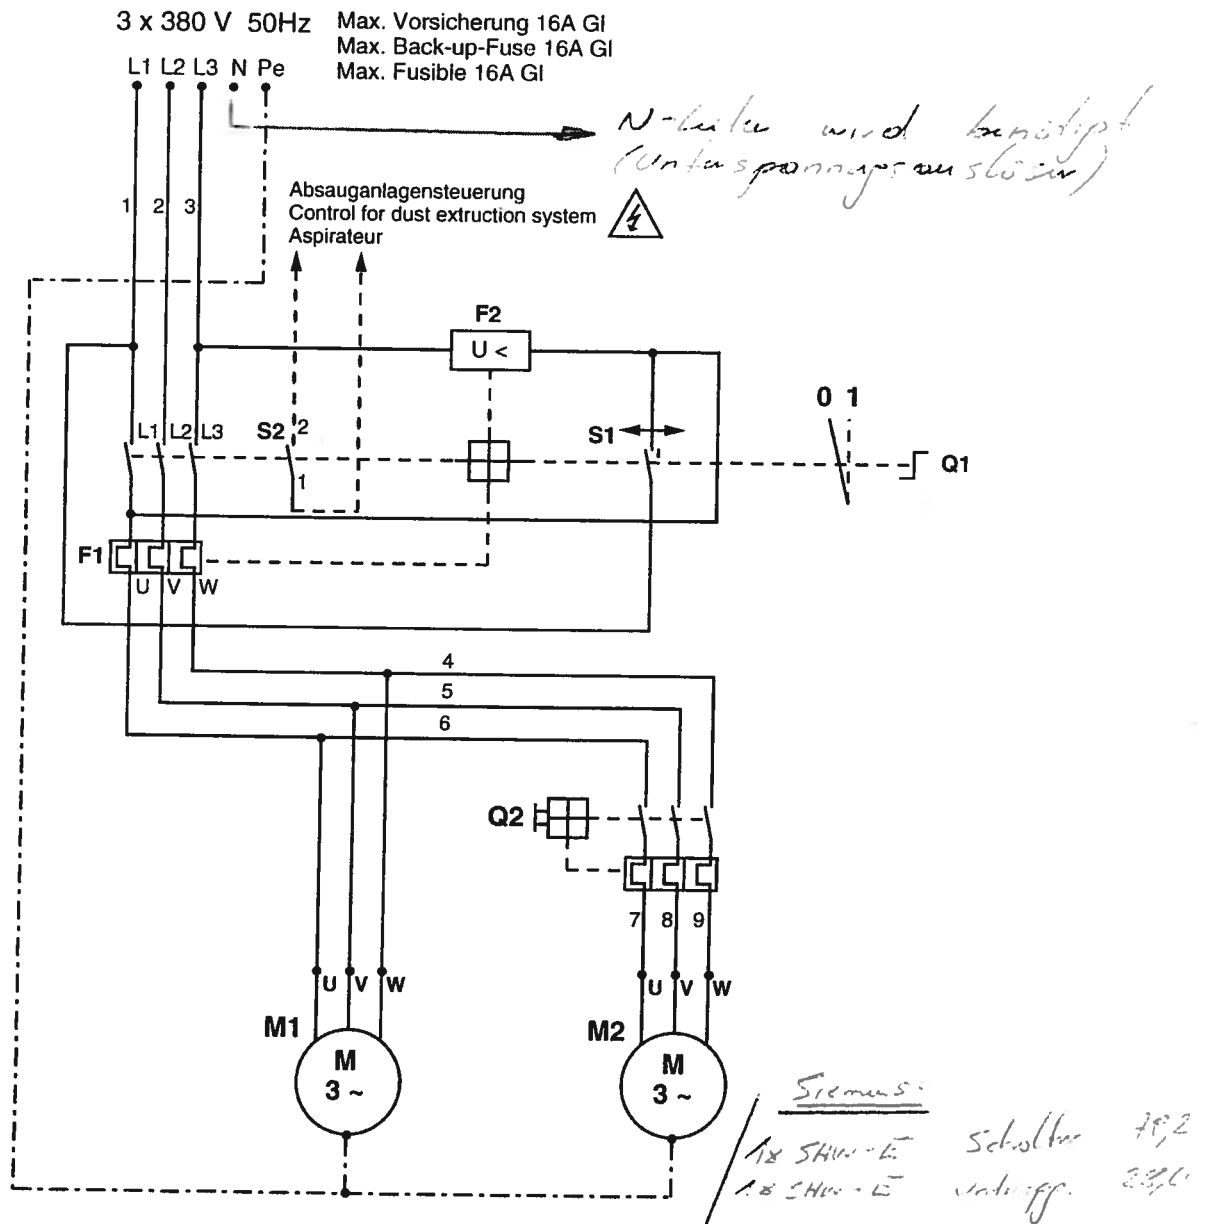 3 x 380 V 50Hz
Max. Vorsicherung 16A Gl
Max. Back-up-Fuse 16A Gl
Max. Fusible 16A Gl
L1 L2 L3 N Pe
N-Leiter wird benötigt
(Unterspannungsauslöser)
Absauganlagensteuerung
Control for dust extruction system
Aspirateur
1 2 3
F2
U <
0 1
L1 L2 L3
S2 2
1
S1
Q1
F1
U V W
4
5
6
Q2
7 8 9
U V W
U V W
M1
M
3 ~
M2
M
3 ~
Siemens:
1x Schalter
1x